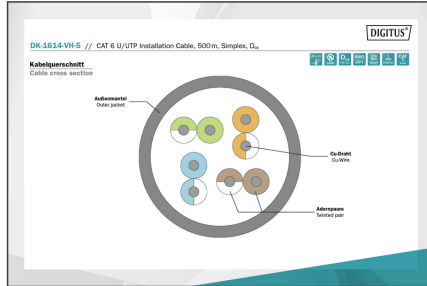 DIGITUS®
DK-1614-VH-5 // CAT 6 U/UTP Installation Cable, 500 m, Simplex, Dca
Kabelquerschnitt
Cable cross section
Außenmantel
Outer jacket
Cu-Draht
Cu-Wire
Adernpaare
Twisted pair